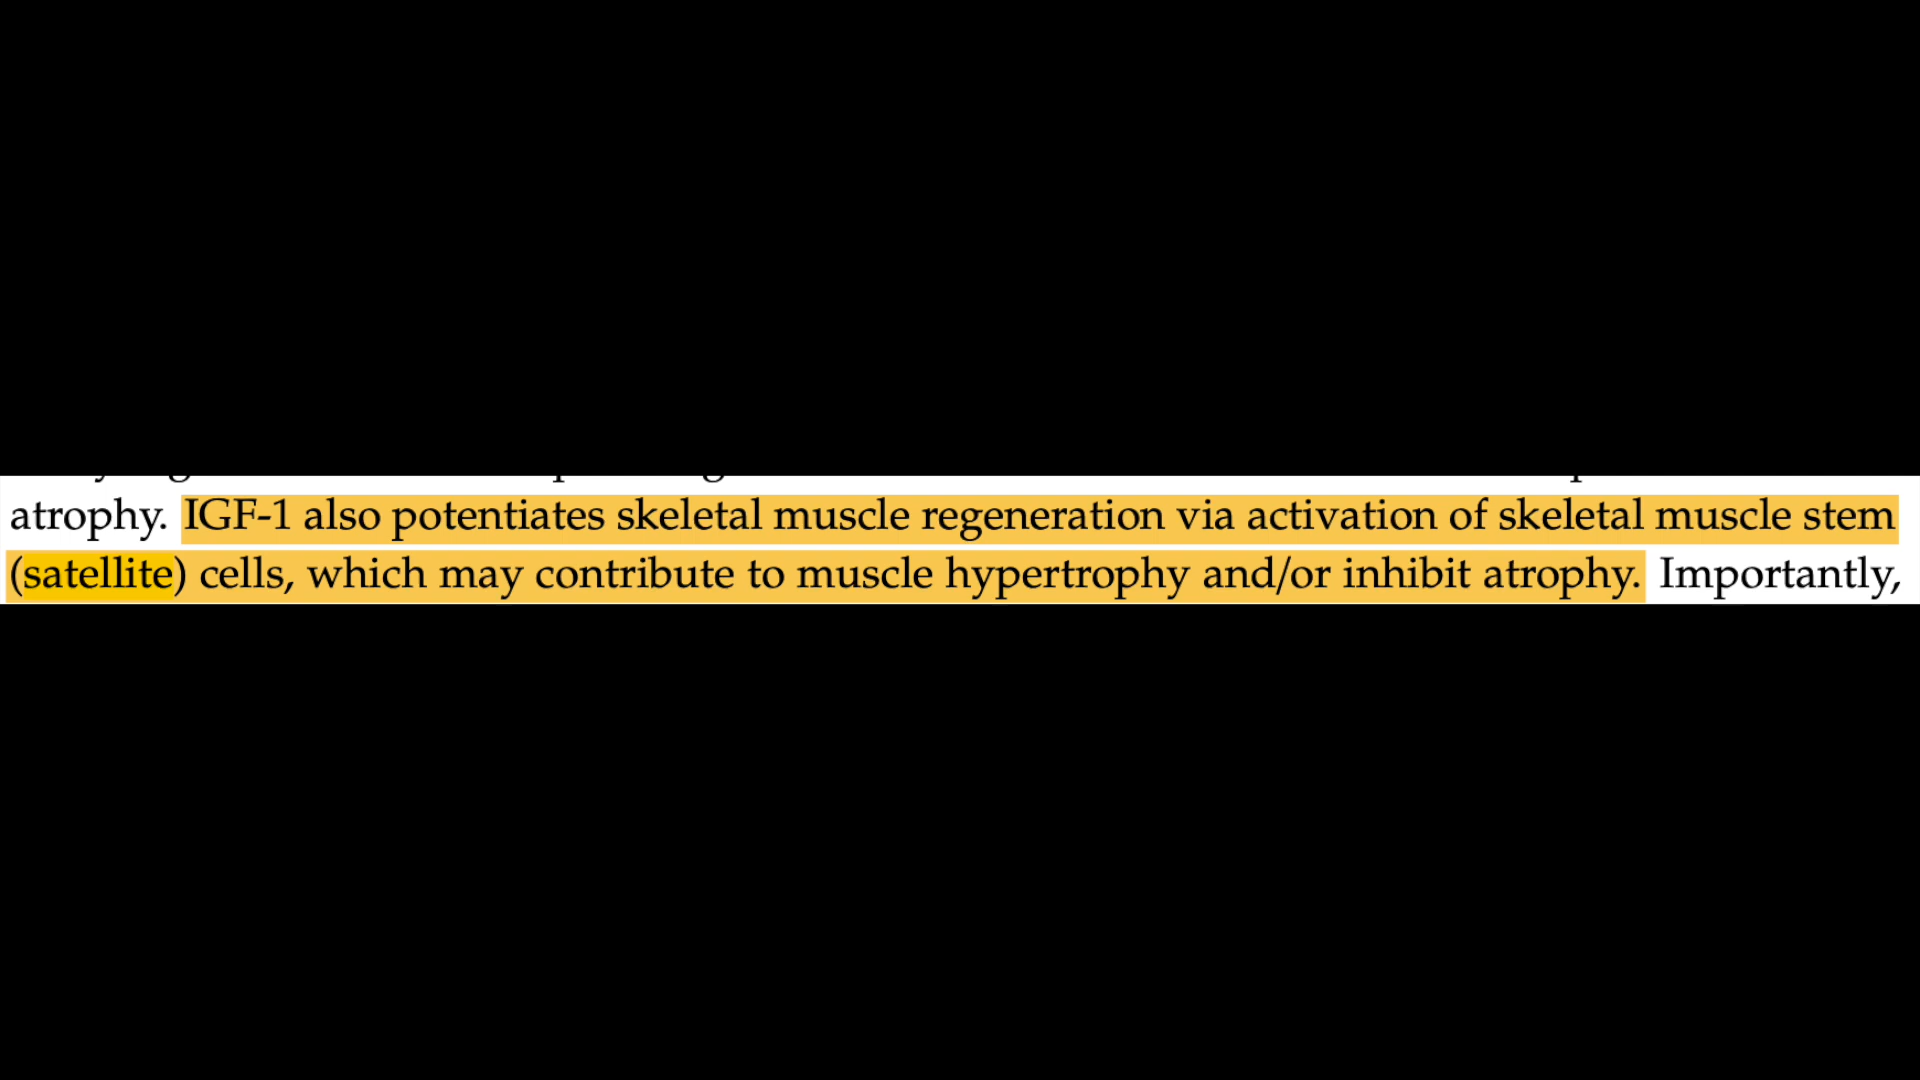 atrophy. IGF-1 also potentiates skeletal muscle regeneration via activation of skeletal muscle stem
(satellite) cells, which may contribute to muscle hypertrophy and/or inhibit atrophy. Importantly,